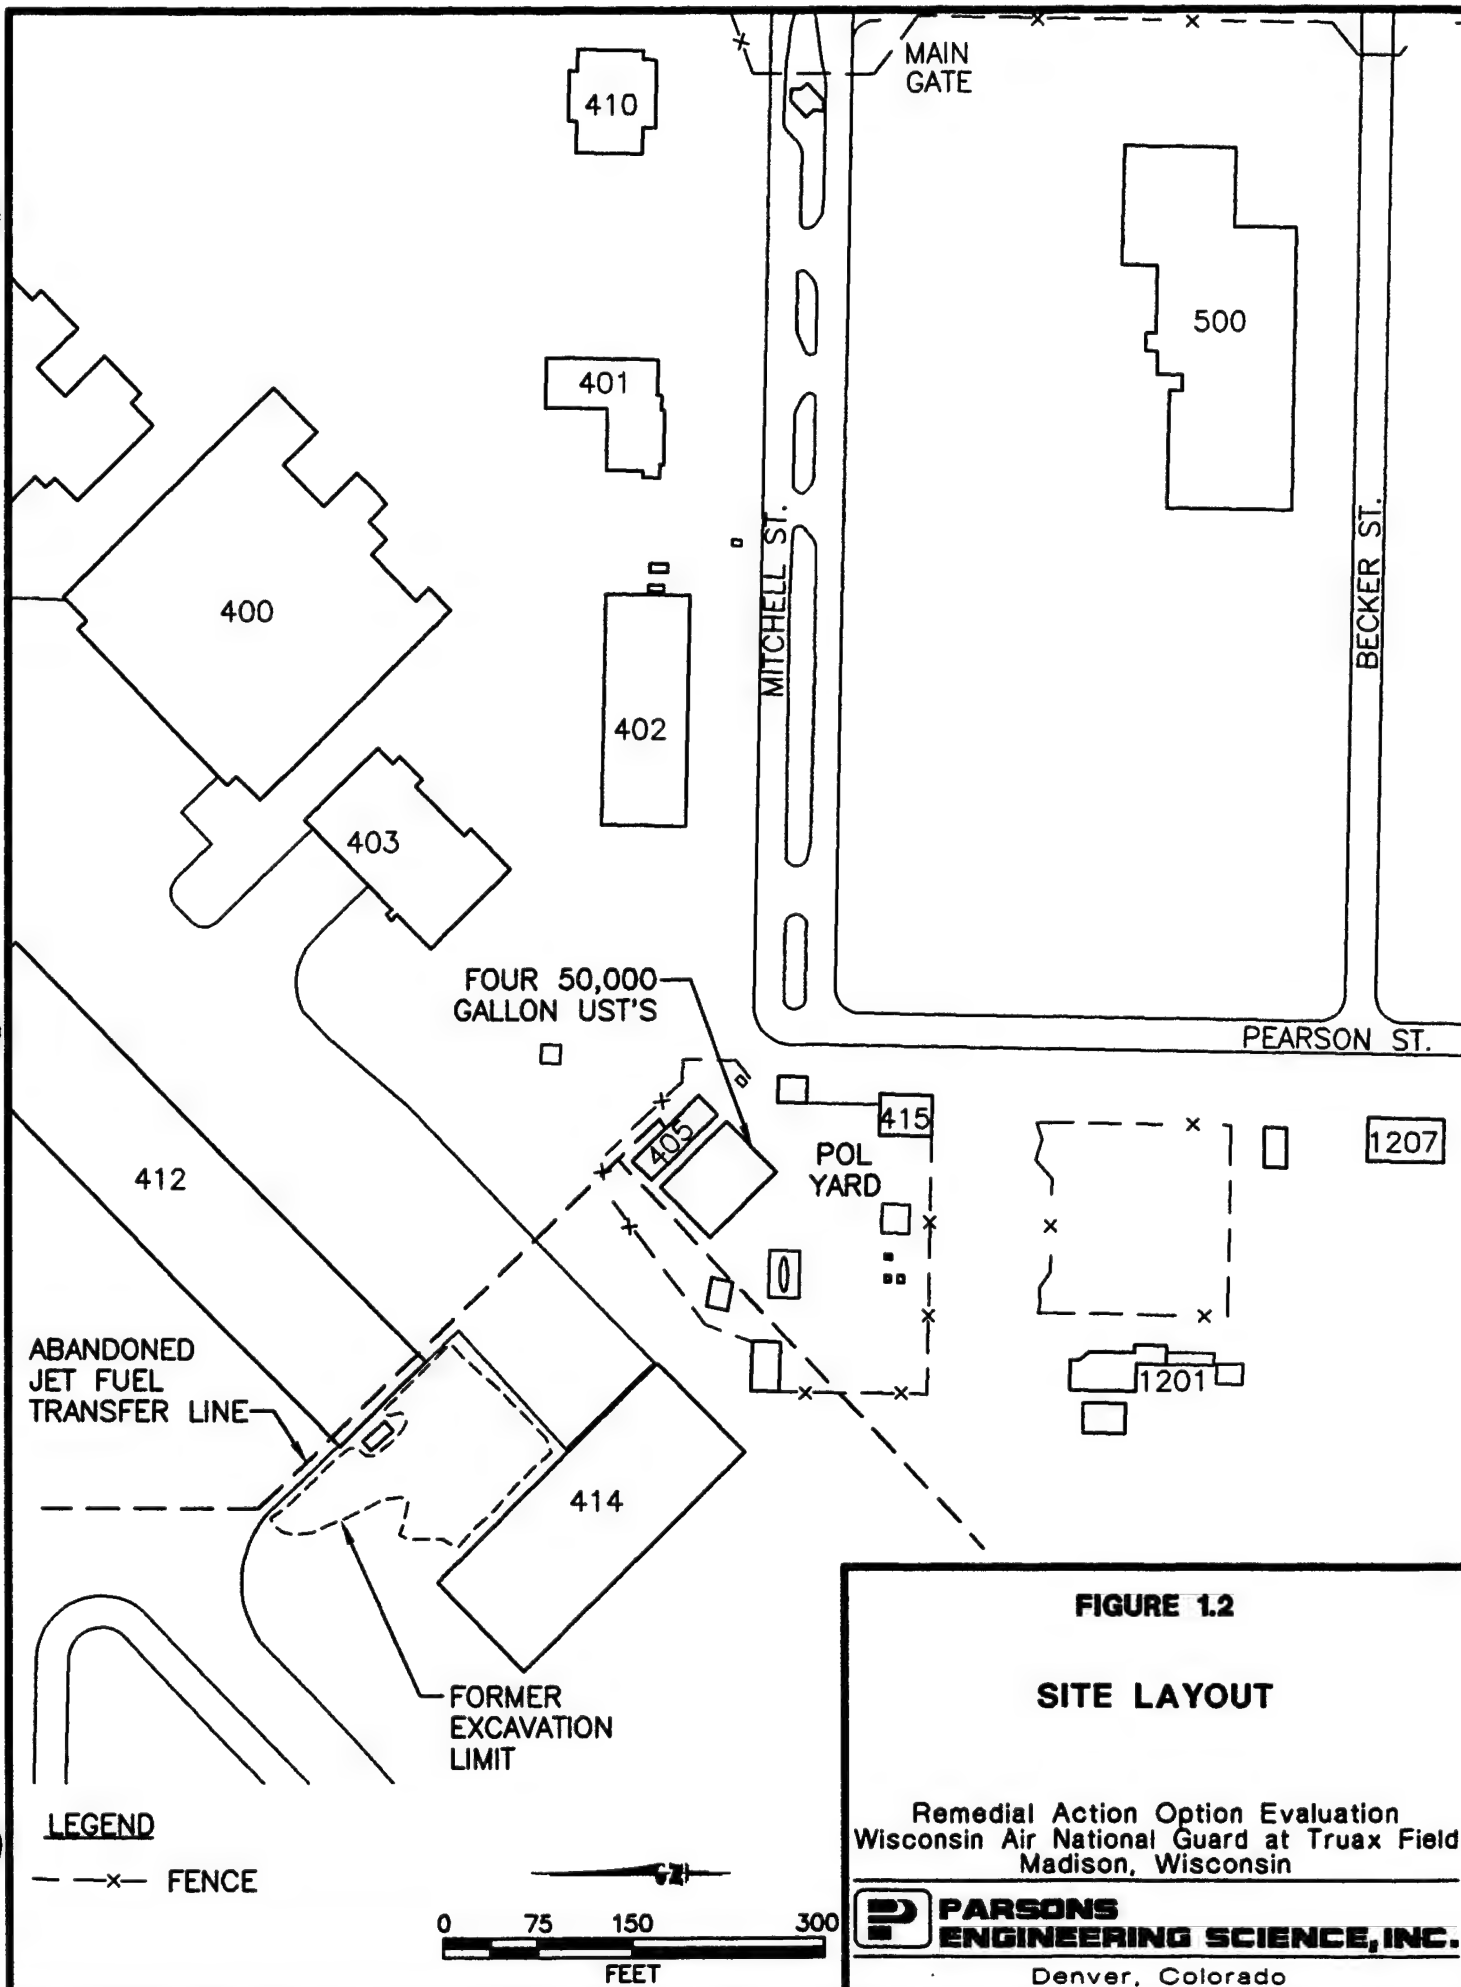 MAIN
GATE
410
500
401
MITCHELL ST.
BECKER ST.
400
402
403
FOUR 50,000
GALLON UST'S
PEARSON ST.
405
415
POL
YARD
1207
412
ABANDONED
JET FUEL
TRANSFER LINE
1201
414
FORMER
EXCAVATION
LIMIT
LEGEND
x FENCE
0 75 150 300
FEET
FIGURE 1.2
SITE LAYOUT
Remedial Action Option Evaluation
Wisconsin Air National Guard at Truax Field
Madison, Wisconsin
PARSONS
ENGINEERING SCIENCE, INC.
Denver, Colorado